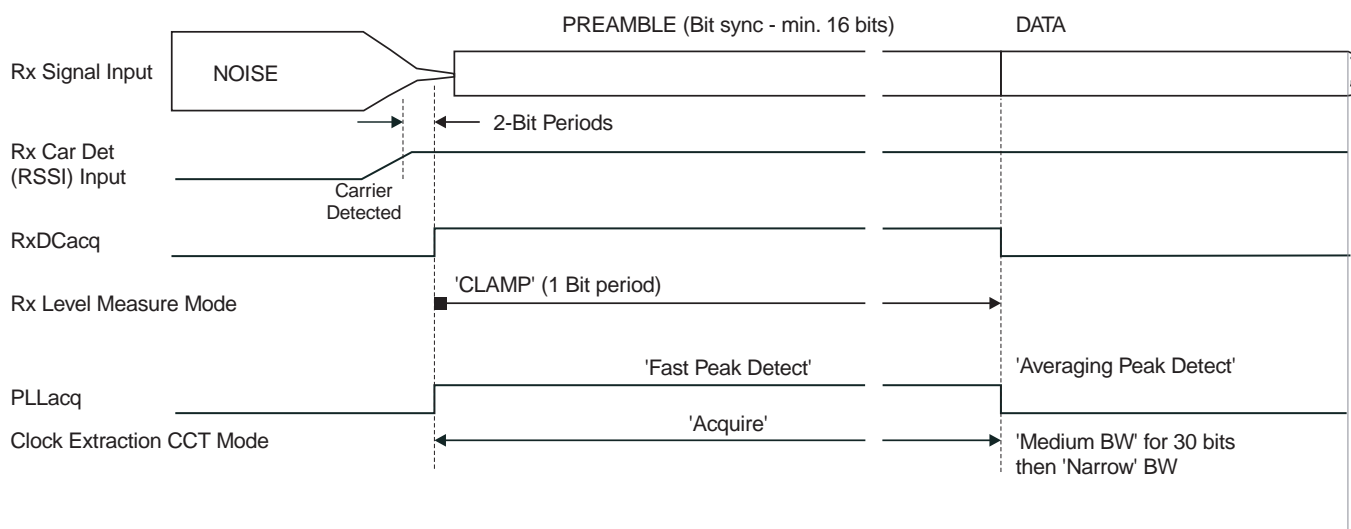 PREAMBLE (Bit sync - min. 16 bits)
DATA
Rx Signal Input
NOISE
2-Bit Periods
Rx Car Det
(RSSI) Input
Carrier
Detected
RxDCacq
'CLAMP' (1 Bit period)
Rx Level Measure Mode
'Fast Peak Detect'
'Averaging Peak Detect'
PLLacq
'Acquire'
Clock Extraction CCT Mode
'Medium BW' for 30 bits
then 'Narrow' BW